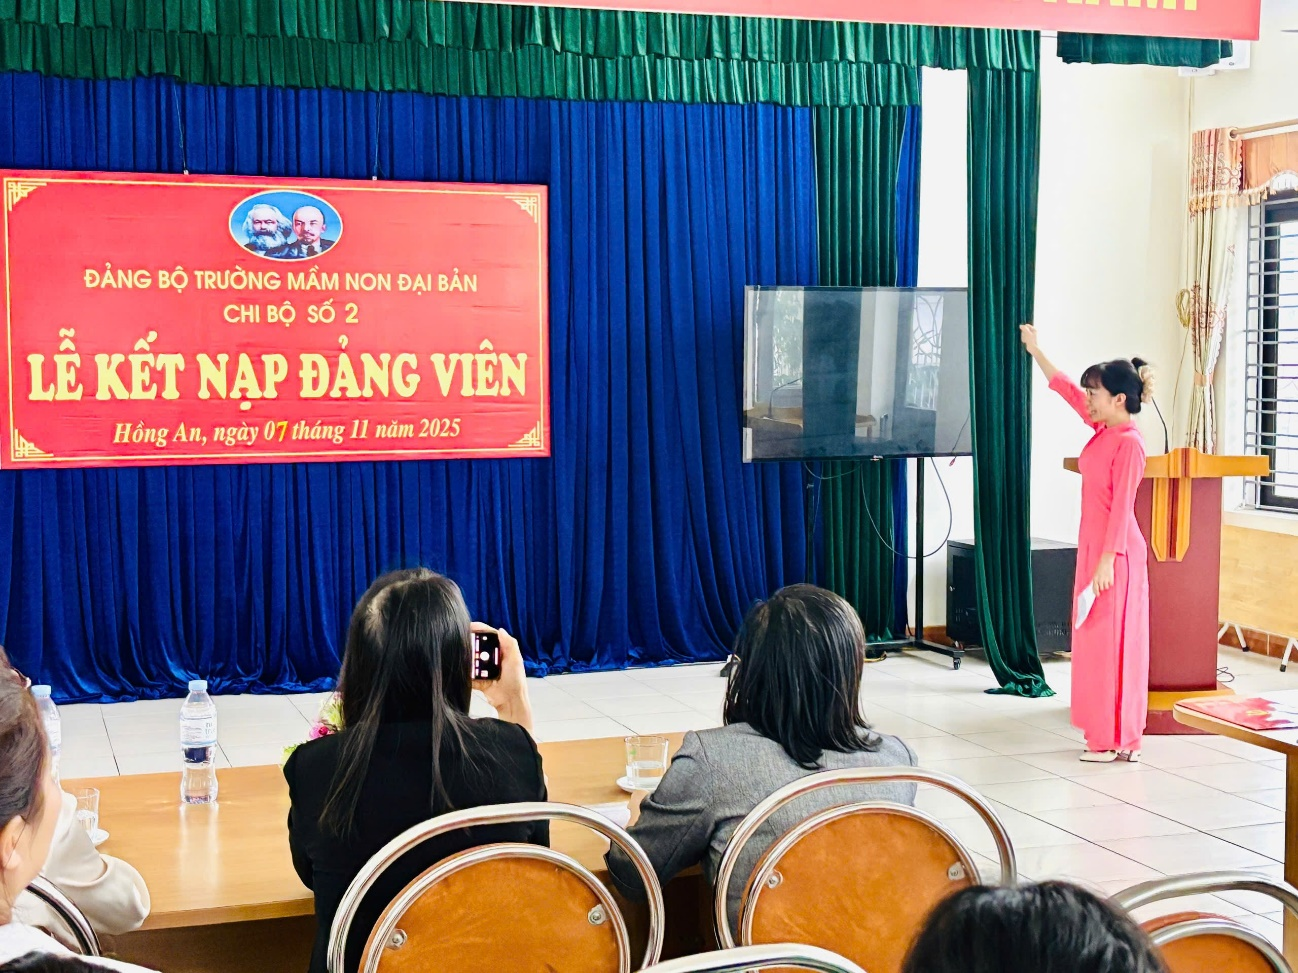 ĐẢNG BỘ TRƯỜNG MẦM NON ĐẠI BẢN
CHI BỘ SỐ 2
LỄ KẾT NẠP ĐẢNG VIÊN
Hồng An, ngày 07 tháng 11 năm 2025